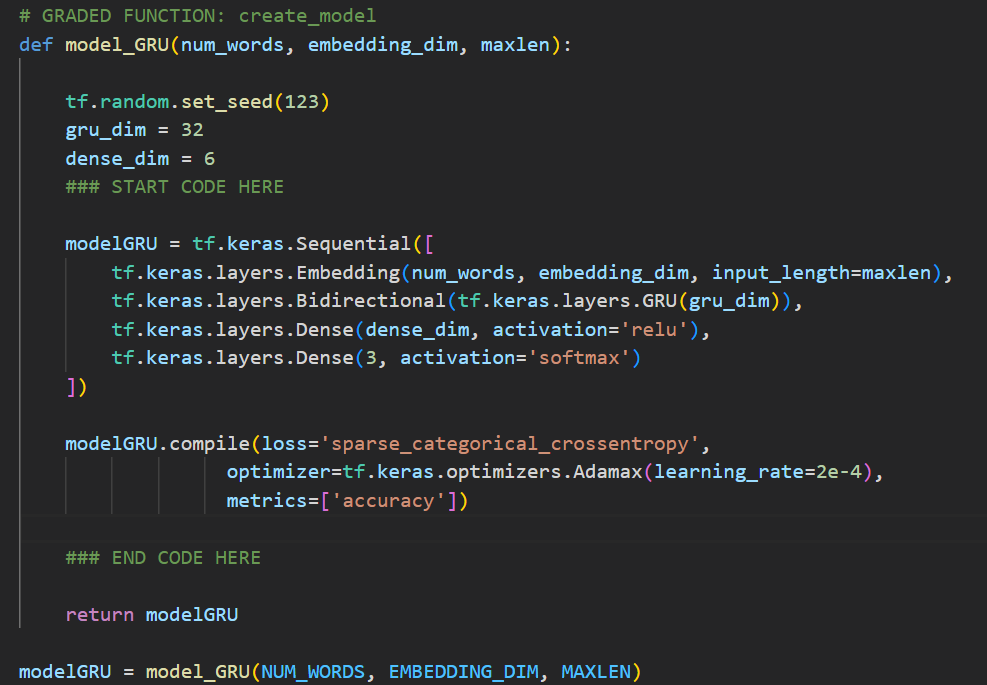 # GRADED FUNCTION: create_model
def model_GRU(num_words, embedding_dim, maxlen):
tf.random.set_seed(123)
gru_dim = 32
dense_dim = 6
### START CODE HERE
modelGRU = tf.keras.Sequential([
tf.keras.layers.Embedding(num_words, embedding_dim, input_length=maxlen),
tf.keras.layers.Bidirectional(tf.keras.layers.GRU(gru_dim)),
tf.keras.layers.Dense(dense_dim, activation='relu'),
tf.keras.layers.Dense(3, activation='softmax')
])
modelGRU.compile(loss='sparse_categorical_crossentropy',
optimizer=tf.keras.optimizers.Adamax(learning_rate=2e-4),
metrics=['accuracy'])
### END CODE HERE
return modelGRU
modelGRU = model_GRU(NUM_WORDS, EMBEDDING_DIM, MAXLEN)